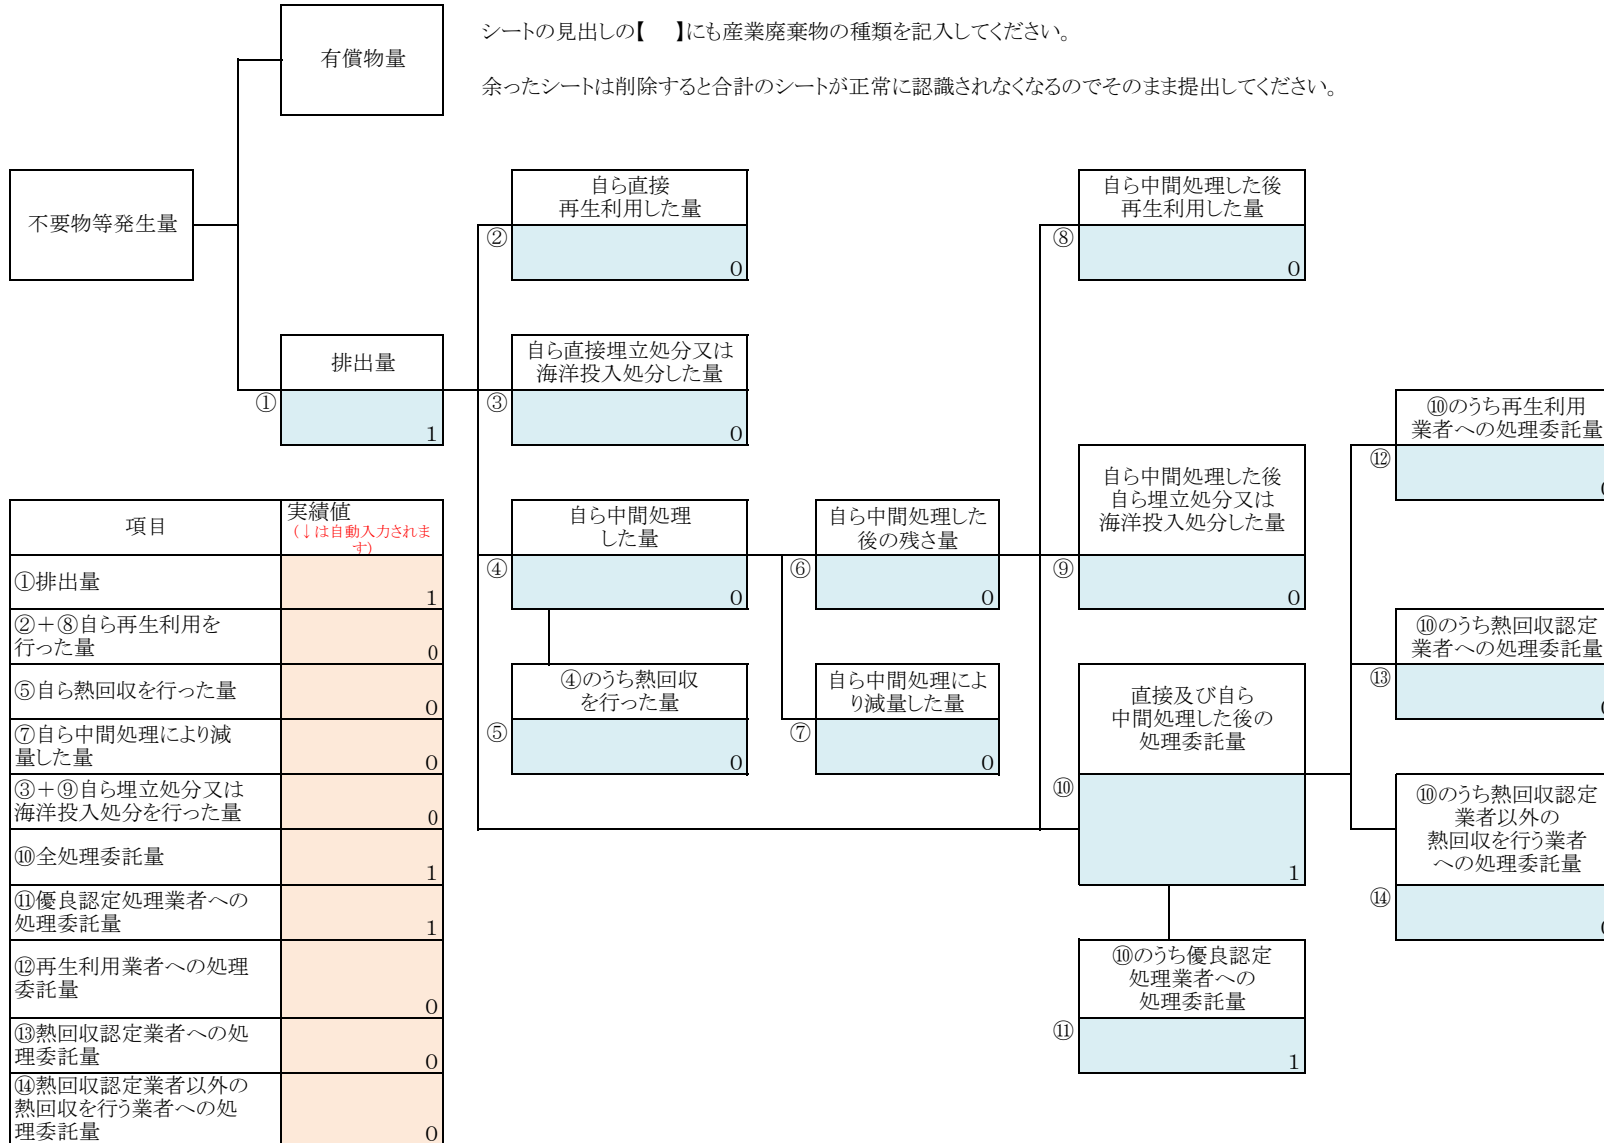 シートの見出しの【　】にも産業廃棄物の種類を記入してください。
余ったシートは削除すると合計のシートが正常に認識されなくなるのでそのまま提出してください。
有償物量
不要物等発生量
排出量
①
1
自ら直接
再生利用した量
②
0
自ら直接埋立処分又は
海洋投入処分した量
③
0
自ら中間処理
した量
④
0
④のうち熱回収
を行った量
⑤
0
自ら中間処理した
後の残さ量
⑥
0
自ら中間処理によ
り減量した量
⑦
0
自ら中間処理した後
再生利用した量
⑧
0
自ら中間処理した後
自ら埋立処分又は
海洋投入処分した量
⑨
0
直接及び自ら
中間処理した後の
処理委託量
⑩
1
⑩のうち優良認定
処理業者への
処理委託量
⑪
1
⑩のうち再生利用
業者への処理委託量
⑫
⑩のうち熱回収認定
業者への処理委託量
⑬
⑩のうち熱回収認定
業者以外の
熱回収を行う業者
への処理委託量
⑭
項目
実績値
（↓は自動入力されま
す）
①排出量
1
②＋⑧自ら再生利用を
行った量
0
⑤自ら熱回収を行った量
0
⑦自ら中間処理により減
量した量
0
③＋⑨自ら埋立処分又は
海洋投入処分を行った量
0
⑩全処理委託量
1
⑪優良認定処理業者への
処理委託量
1
⑫再生利用業者への処理
委託量
0
⑬熱回収認定業者への処
理委託量
0
⑭熱回収認定業者以外の
熱回収を行う業者への処
理委託量
0